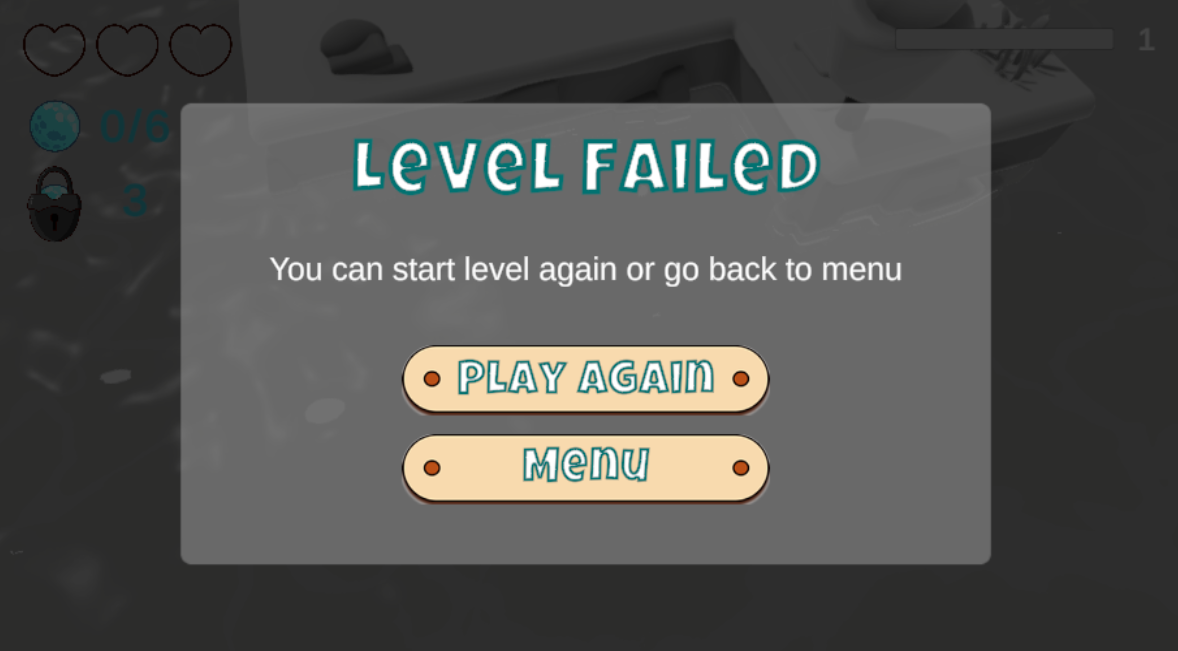 1
0/6
3
LEVEL FAILED
You can start level again or go back to menu
PLAY AGAIN
MENU